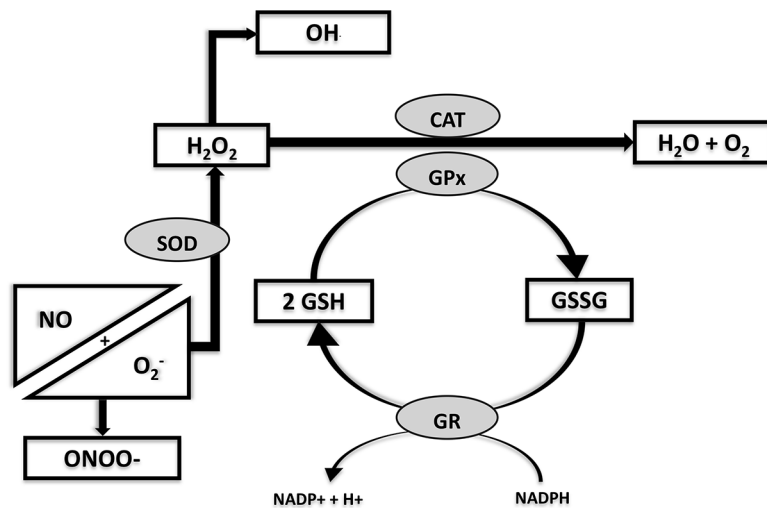 OH·
CAT
H₂O₂
H₂O + O₂
GPx
SOD
2 GSH
GSSG
NO
+
O₂⁻
GR
ONOO-
NADP+ + H+
NADPH